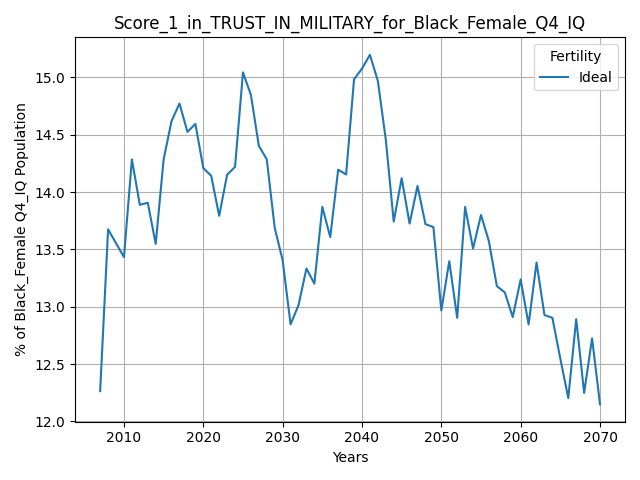 Score_1_in_TRUST_IN_MILITARY_for_Black_Female_Q4_IQ
Fertility
Ideal
% of Black_Female Q4_IQ Population
15.0
14.5
14.0
13.5
13.0
12.5
12.0
2010 2020 2030 2040 2050 2060 2070
Years